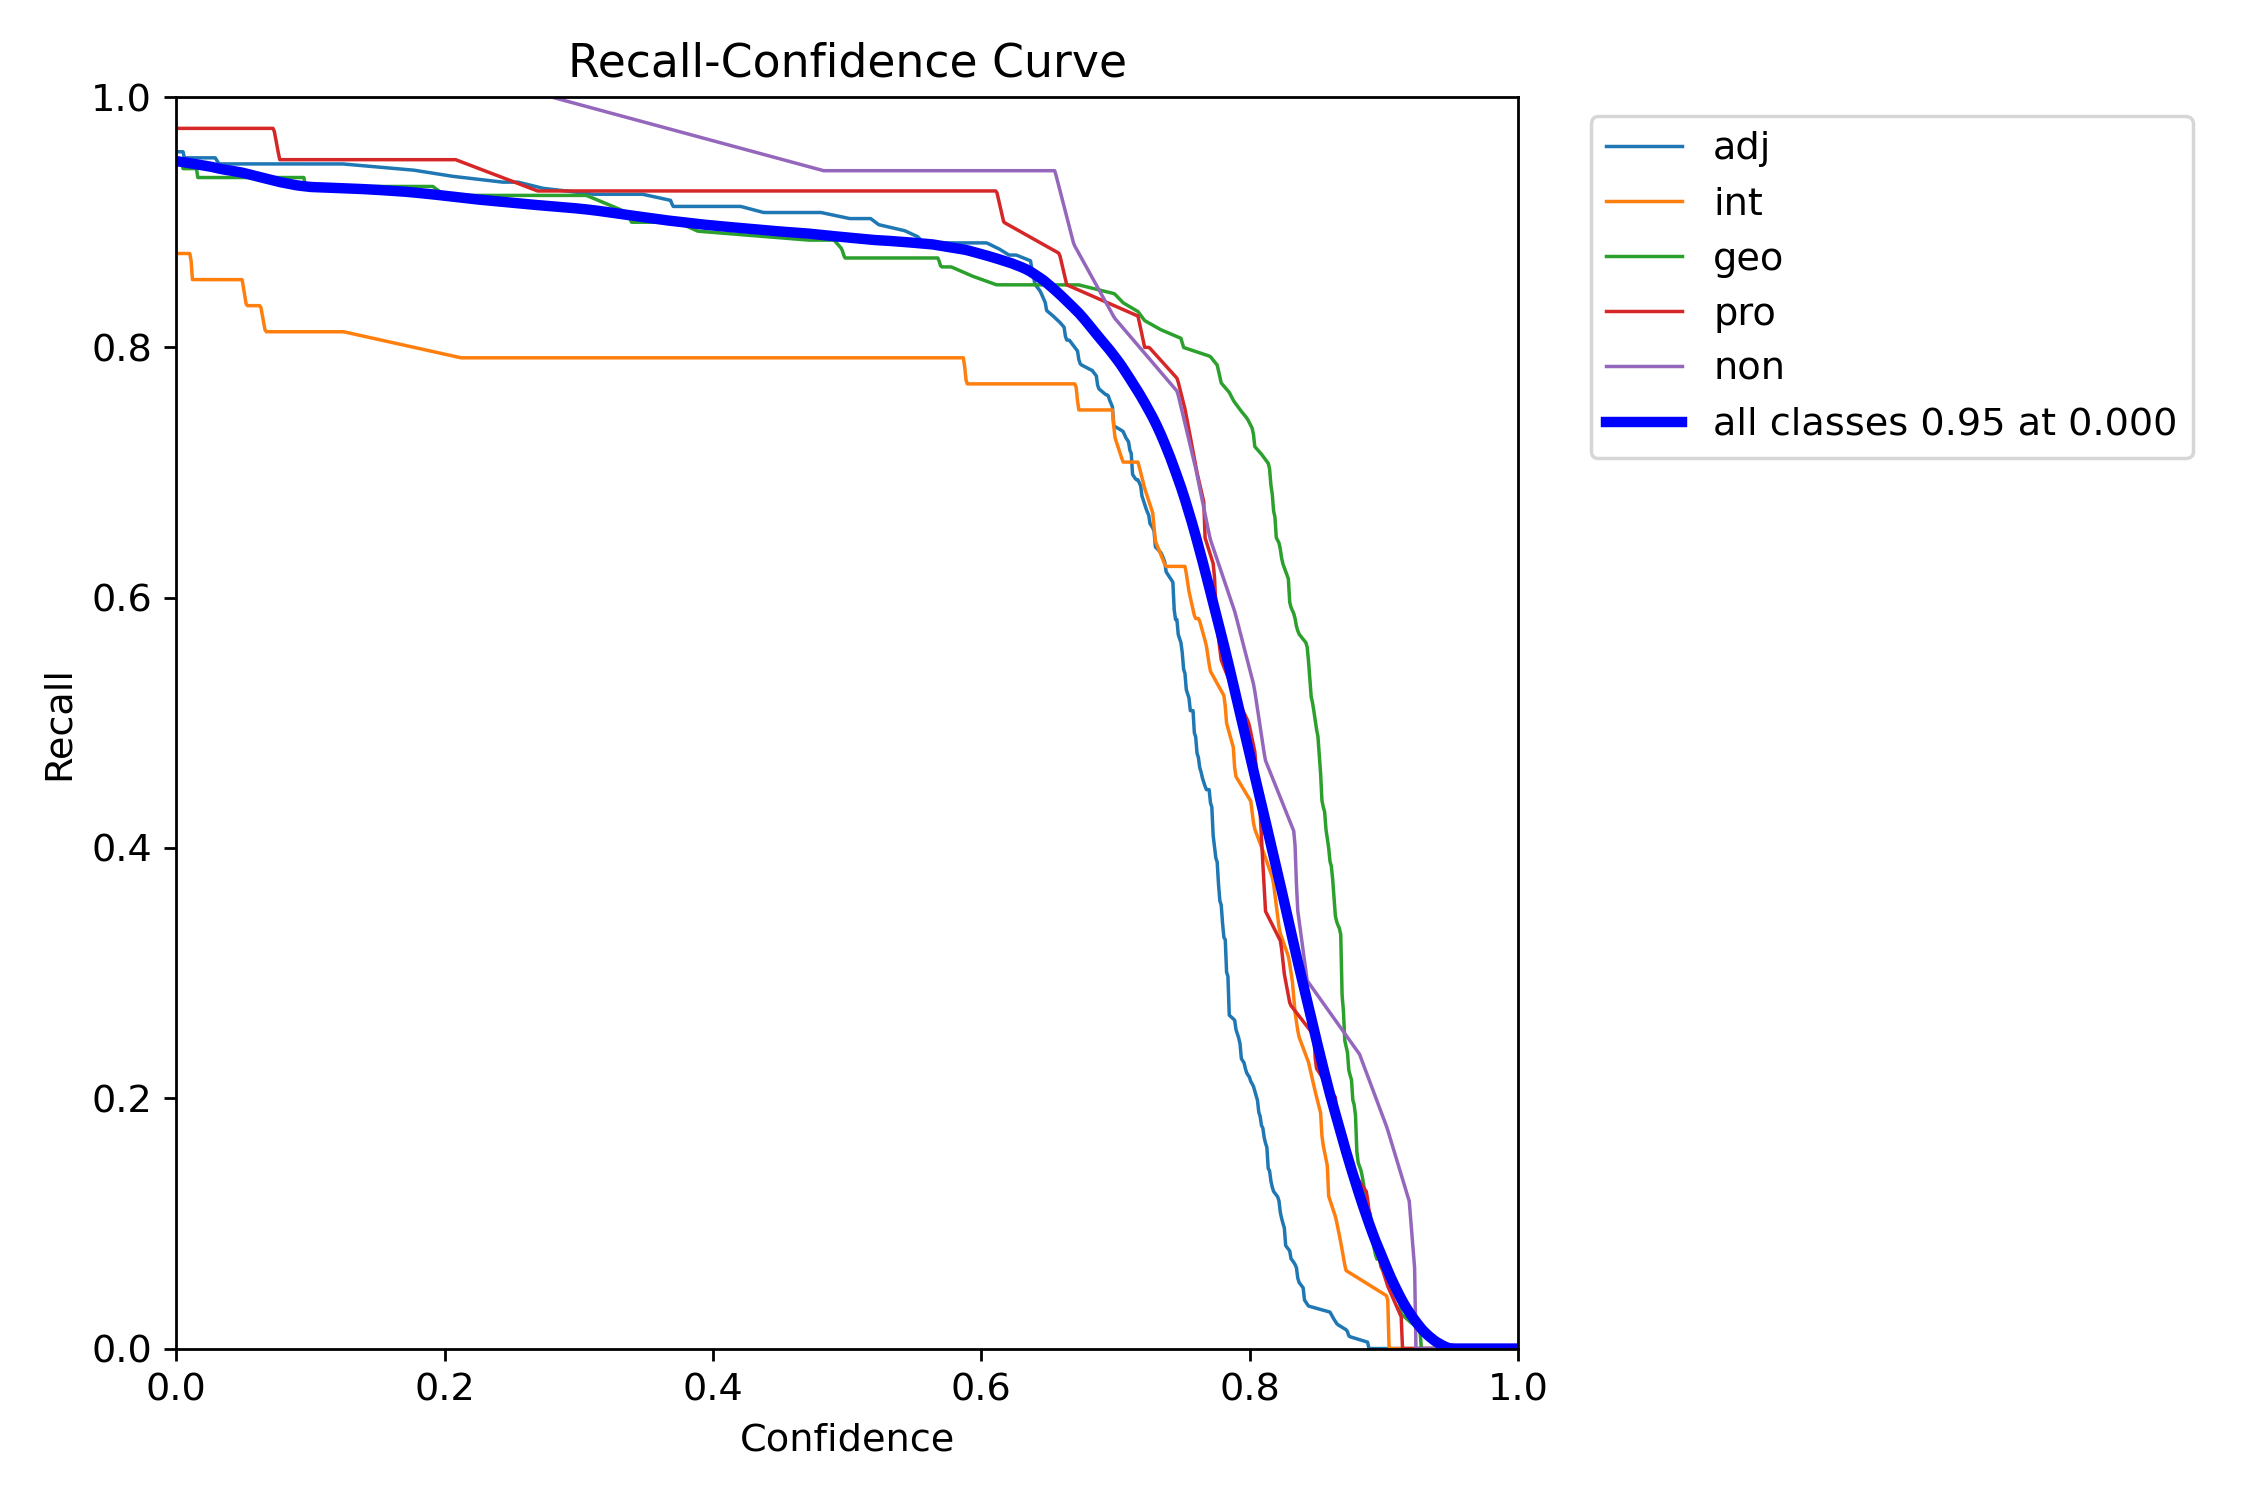 Recall-Confidence Curve
1.0
0.8
0.6
0.4
0.2
0.0
Recall
0.0 0.2 0.4 0.6 0.8 1.0
Confidence
adj
int
geo
pro
non
all classes 0.95 at 0.000